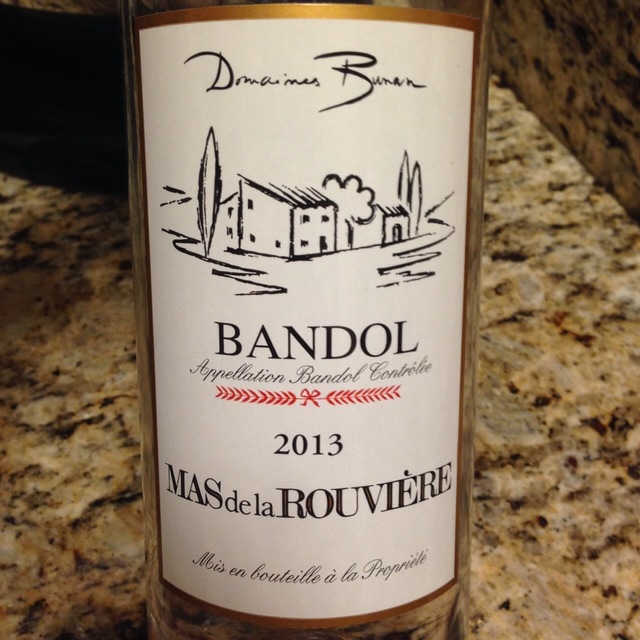 Domaines Bunan
BANDOL
Appellation Bandol Contrôlée
2013
MAS de la ROUVIÈRE
Mis en bouteille à la Propriété